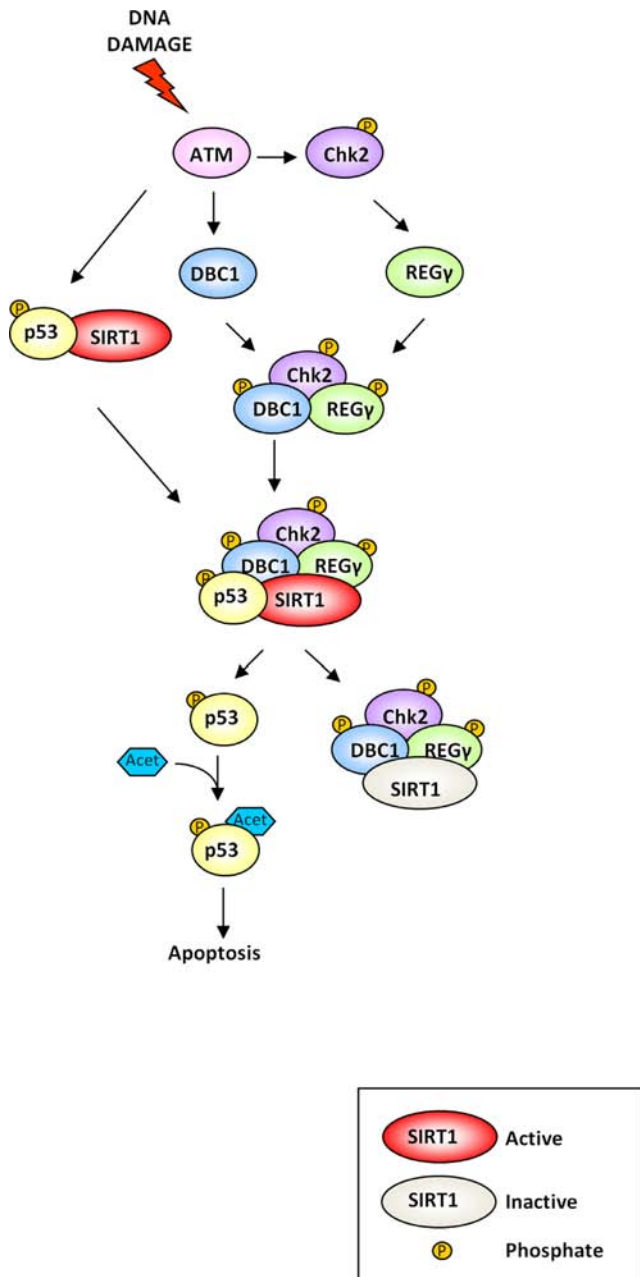 DNA
DAMAGE
P
ATM
Chk2
DBC1
REGγ
P
p53
SIRT1
P
Chk2
P
P
DBC1
REGγ
P
Chk2
P
P
DBC1
REGγ
P
p53
SIRT1
P
p53
P
Chk2
P
P
DBC1
REGγ
Acet
SIRT1
Acet
P
p53
Apoptosis
SIRT1
Active
SIRT1
Inactive
P
Phosphate